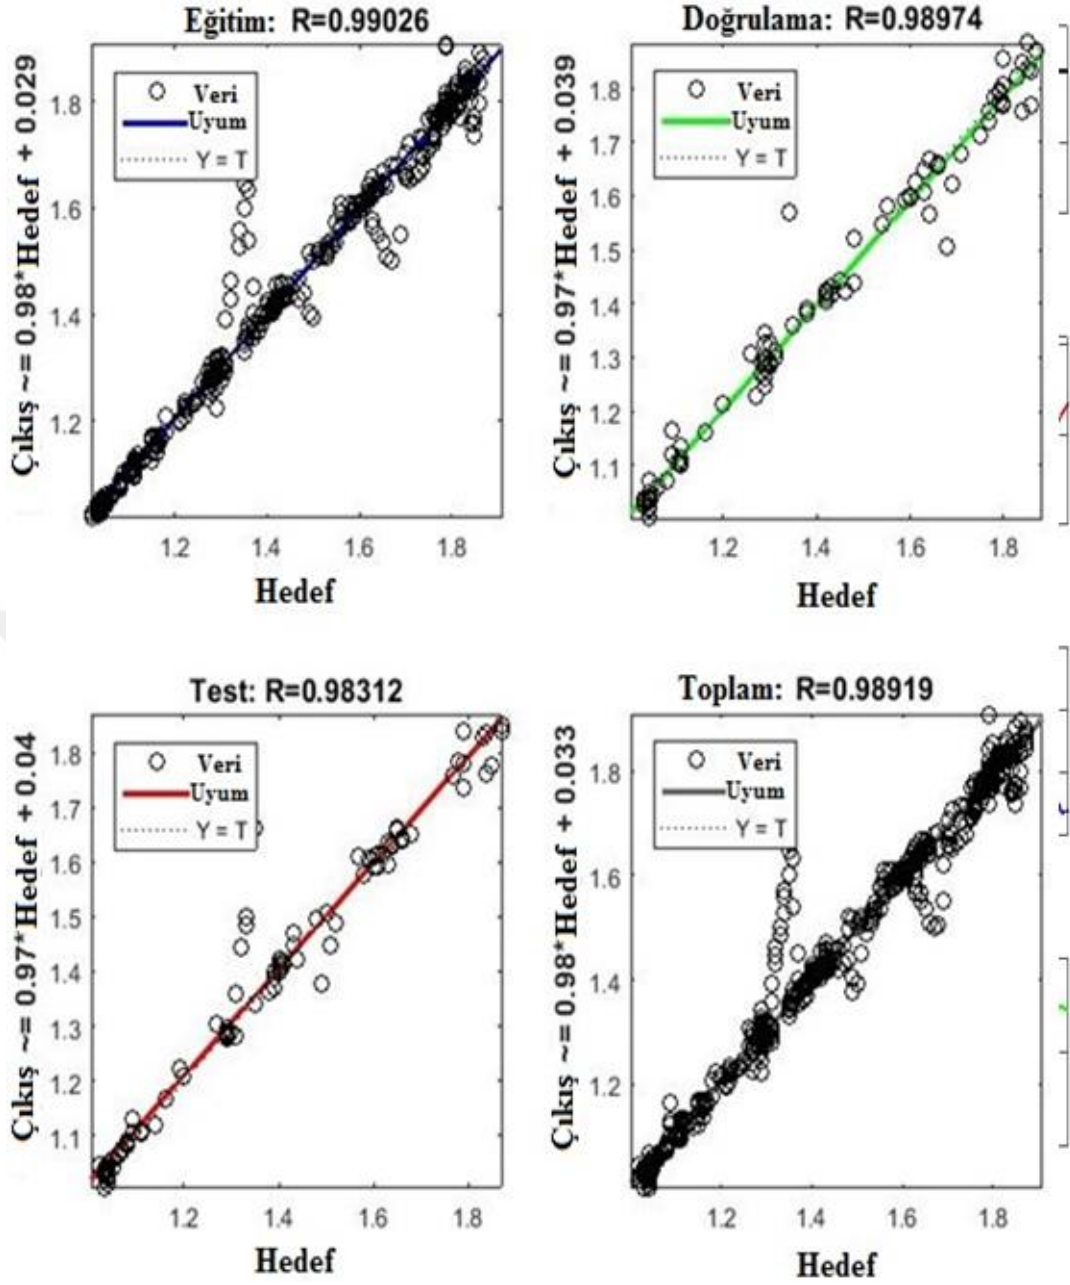 Eğitim: R=0.99026
Çıkış ~= 0.98*Hedef + 0.029
Veri
Uyum
Y = T
1.8
1.6
1.4
1.2
1.2 1.4 1.6 1.8
Hedef
Doğrulama: R=0.98974
Çıkış ~= 0.97*Hedef + 0.039
Veri
Uyum
Y = T
1.8
1.7
1.6
1.5
1.4
1.3
1.2
1.1
1.2 1.4 1.6 1.8
Hedef
Test: R=0.98312
Çıkış ~= 0.97*Hedef + 0.04
Veri
Uyum
Y = T
1.8
1.7
1.6
1.5
1.4
1.3
1.2
1.1
1.2 1.4 1.6 1.8
Hedef
Toplam: R=0.98919
Çıkış ~= 0.98*Hedef + 0.033
Veri
Uyum
Y = T
1.8
1.6
1.4
1.2
1.2 1.4 1.6 1.8
Hedef